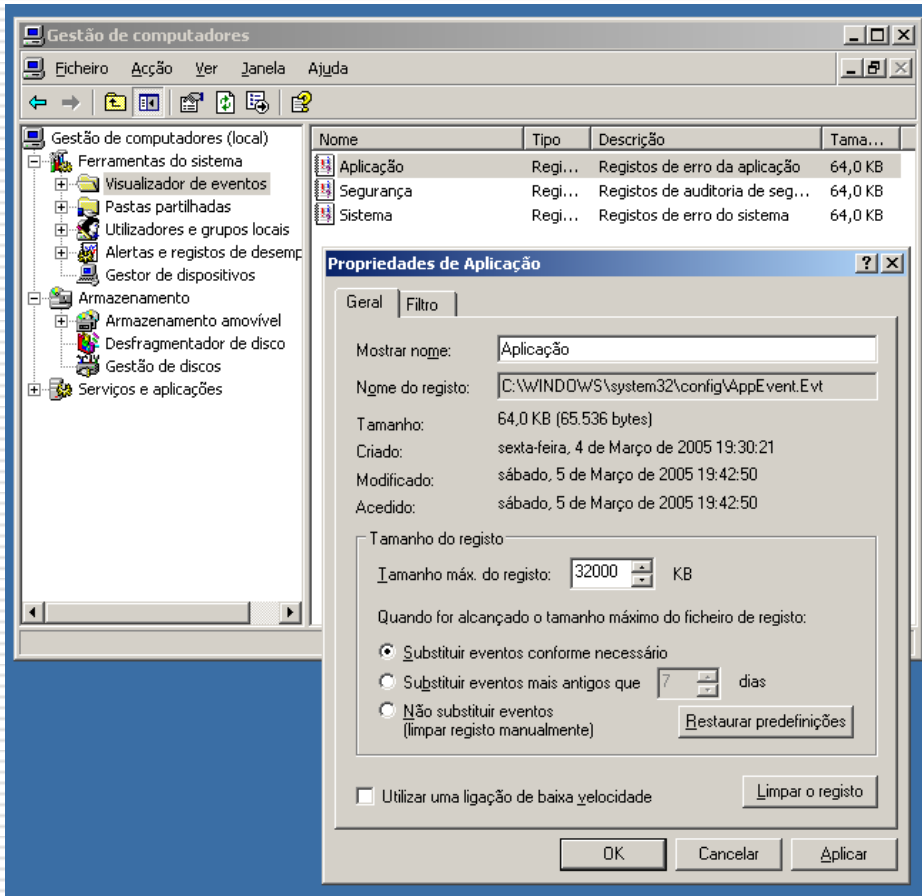 Gestão de computadores
Ficheiro Acção Ver Janela Ajuda
Gestão de computadores (local)
Ferramentas do sistema
Visualizador de eventos
Pastas partilhadas
Utilizadores e grupos locais
Alertas e registos de desemp
Gestor de dispositivos
Armazenamento
Armazenamento amovível
Desfragmentador de disco
Gestão de discos
Serviços e aplicações
Nome Tipo Descrição Tama...
Aplicação Regi... Registos de erro da aplicação 64,0 KB
Segurança Regi... Registos de auditoria de seg... 64,0 KB
Sistema Regi... Registos de erro do sistema 64,0 KB
Propriedades de Aplicação
Geral Filtro
Mostrar nome: Aplicação
Nome do registo: C:\WINDOWS\system32\config\AppEvent.Evt
Tamanho: 64,0 KB (65.536 bytes)
Criado: sexta-feira, 4 de Março de 2005 19:30:21
Modificado: sábado, 5 de Março de 2005 19:42:50
Acedido: sábado, 5 de Março de 2005 19:42:50
Tamanho do registo
Tamanho máx. do registo: 32000 KB
Quando for alcançado o tamanho máximo do ficheiro de registo:
Substituir eventos conforme necessário
Substituir eventos mais antigos que 7 dias
Não substituir eventos
(limpar registo manualmente)
Restaurar predefinições
Utilizar uma ligação de baixa velocidade
Limpar o registo
OK Cancelar Aplicar